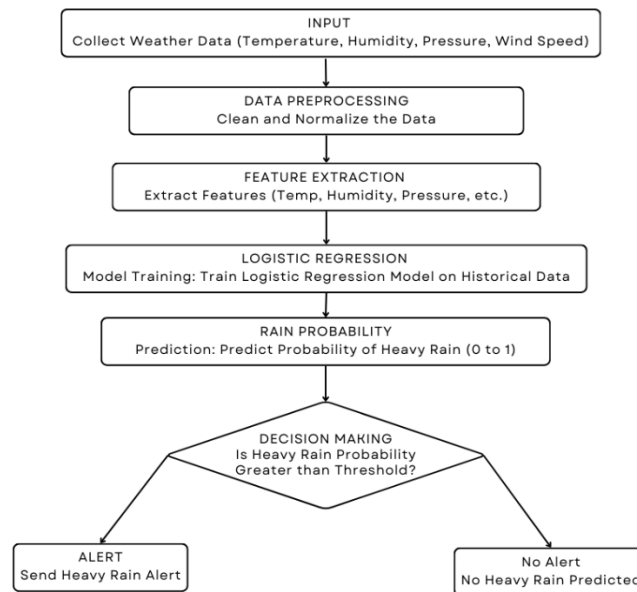 INPUT
Collect Weather Data (Temperature, Humidity, Pressure, Wind Speed)
DATA PREPROCESSING
Clean and Normalize the Data
FEATURE EXTRACTION
Extract Features (Temp, Humidity, Pressure, etc.)
LOGISTIC REGRESSION
Model Training: Train Logistic Regression Model on Historical Data
RAIN PROBABILITY
Prediction: Predict Probability of Heavy Rain (0 to 1)
DECISION MAKING
Is Heavy Rain Probability
Greater than Threshold?
ALERT
Send Heavy Rain Alert
No Alert
No Heavy Rain Predicted